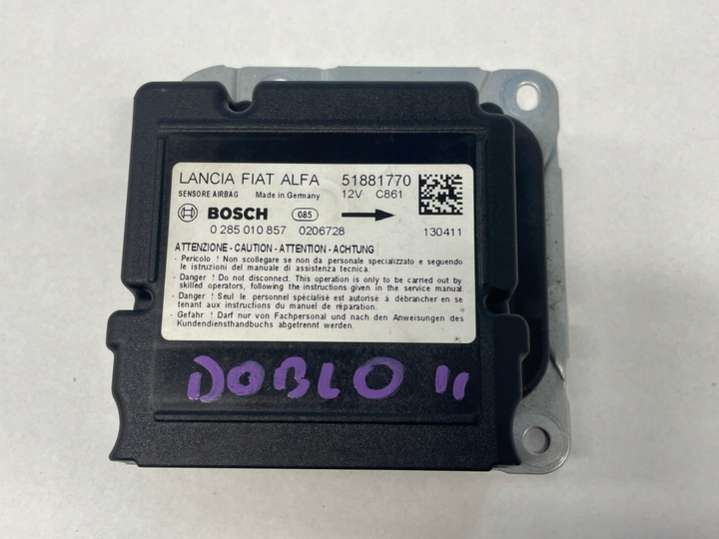 LANCIA FIAT ALFA 51881770
SENSORE AIRBAG Made in Germany 12V C861
BOSCH 085
0 285 010 857 0206728 130411
ATTENZIONE - CAUTION - ATTENTION - ACHTUNG
- Pericolo ! Non scollegare se non da personale specializzato e seguendo
le istruzioni del manuale di assistenza tecnica.
- Danger ! Do not disconnect. This operation is only to be carried out by
skilled operators, following the instructions given in the service manual
- Danger ! Seul le personnel spécialisé est autorisé à débrancher en se
tenant aux instructions du manuel de réparation.
- Gefahr ! Darf nur von Fachpersonal und nach den Anweisungen des
Kundendiensthandbuchs abgetrennt werden.
DOBLO 11